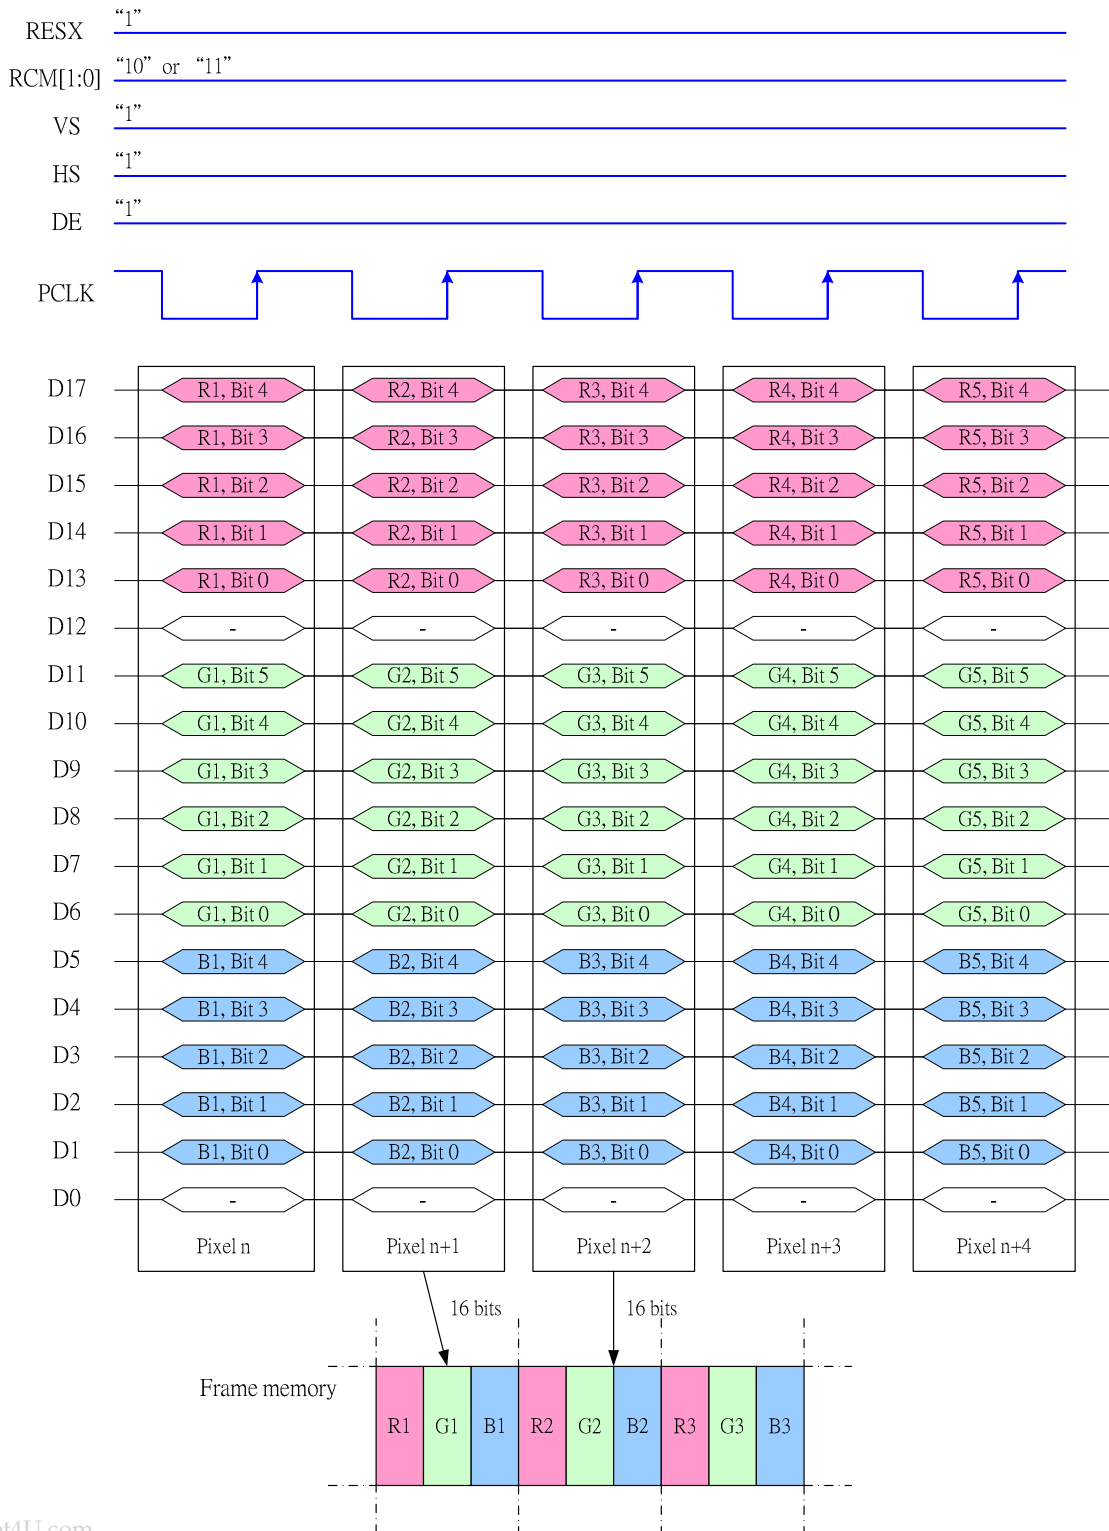 RESX “1”
RCM[1:0] “10” or “11”
VS “1”
HS “1”
DE “1”
PCLK
D17 R1, Bit 4 R2, Bit 4 R3, Bit 4 R4, Bit 4 R5, Bit 4
D16 R1, Bit 3 R2, Bit 3 R3, Bit 3 R4, Bit 3 R5, Bit 3
D15 R1, Bit 2 R2, Bit 2 R3, Bit 2 R4, Bit 2 R5, Bit 2
D14 R1, Bit 1 R2, Bit 1 R3, Bit 1 R4, Bit 1 R5, Bit 1
D13 R1, Bit 0 R2, Bit 0 R3, Bit 0 R4, Bit 0 R5, Bit 0
D12 - - - - -
D11 G1, Bit 5 G2, Bit 5 G3, Bit 5 G4, Bit 5 G5, Bit 5
D10 G1, Bit 4 G2, Bit 4 G3, Bit 4 G4, Bit 4 G5, Bit 4
D9 G1, Bit 3 G2, Bit 3 G3, Bit 3 G4, Bit 3 G5, Bit 3
D8 G1, Bit 2 G2, Bit 2 G3, Bit 2 G4, Bit 2 G5, Bit 2
D7 G1, Bit 1 G2, Bit 1 G3, Bit 1 G4, Bit 1 G5, Bit 1
D6 G1, Bit 0 G2, Bit 0 G3, Bit 0 G4, Bit 0 G5, Bit 0
D5 B1, Bit 4 B2, Bit 4 B3, Bit 4 B4, Bit 4 B5, Bit 4
D4 B1, Bit 3 B2, Bit 3 B3, Bit 3 B4, Bit 3 B5, Bit 3
D3 B1, Bit 2 B2, Bit 2 B3, Bit 2 B4, Bit 2 B5, Bit 2
D2 B1, Bit 1 B2, Bit 1 B3, Bit 1 B4, Bit 1 B5, Bit 1
D1 B1, Bit 0 B2, Bit 0 B3, Bit 0 B4, Bit 0 B5, Bit 0
D0 - - - - -
Pixel n Pixel n+1 Pixel n+2 Pixel n+3 Pixel n+4
16 bits 16 bits
Frame memory
R1 G1 B1 R2 G2 B2 R3 G3 B3